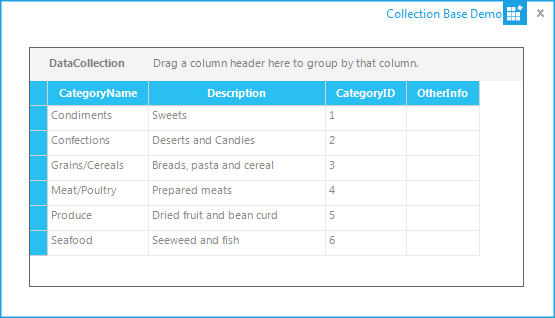 Collection Base Demo x
DataCollection Drag a column header here to group by that column.
CategoryName Description CategoryID OtherInfo
Condiments Sweets 1
Confections Deserts and Candies 2
Grains/Cereals Breads, pasta and cereal 3
Meat/Poultry Prepared meats 4
Produce Dried fruit and bean curd 5
Seafood Seeweed and fish 6